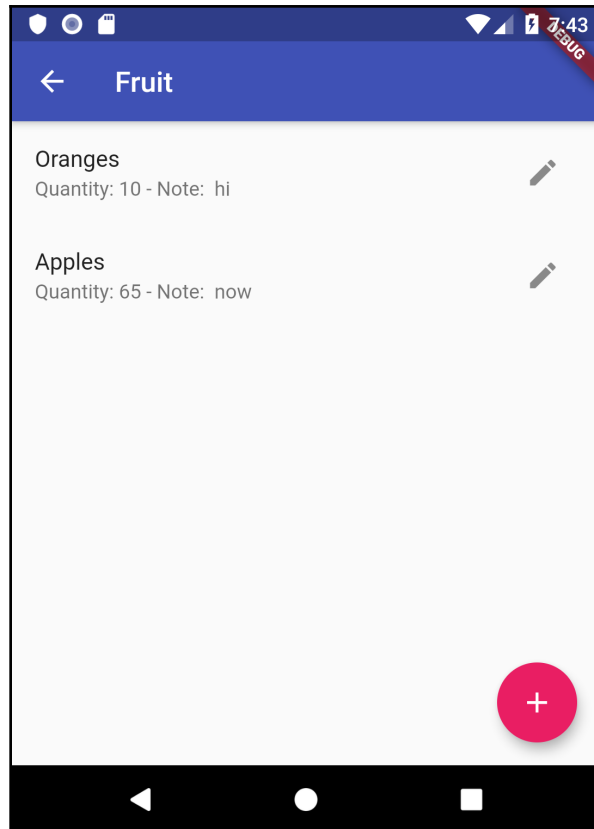 7:43
DEBUG
Fruit
Oranges
Quantity: 10 - Note:  hi
Apples
Quantity: 65 - Note:  now